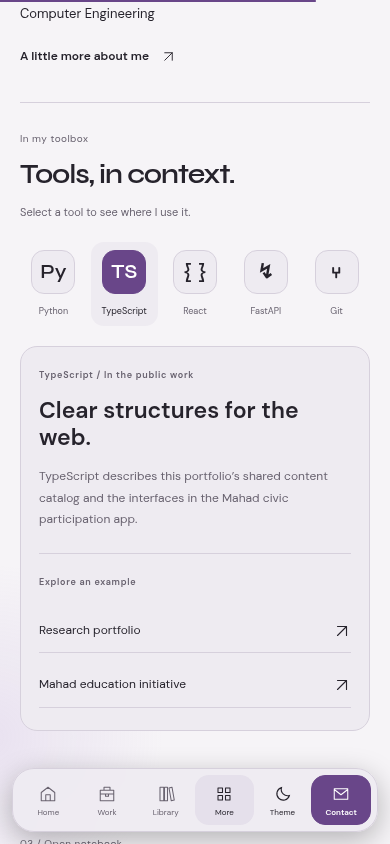 Computer Engineering
A little more about me
In my toolbox
Tools, in context.
Select a tool to see where I use it.
Py
TS
{ }
Python
TypeScript
React
FastAPI
Git
TypeScript / In the public work
Clear structures for the
web.
TypeScript describes this portfolio’s shared content
catalog and the interfaces in the Mahad civic
participation app.
Explore an example
Research portfolio
Mahad education initiative
Home
Work
Library
More
Theme
Contact
03 / Open notebook